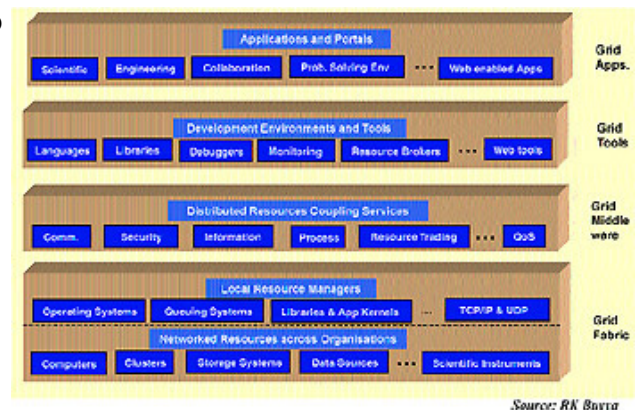 Applications and Portals
Scientific Engineering Collaboration Prob. Solving Env ... Web enabled Apps
Grid
Apps.
Development Environments and Tools
Languages Libraries Debuggers Monitoring Resource Brokers ... Web tools
Grid
Tools
Distributed Resources Coupling Services
Comm. Security Information Process Resource Trading ... QoS
Grid
Middle
ware
Local Resource Managers
Operating Systems Queuing Systems Libraries & App Kernels ... TCP/IP & UDP
Networked Resources across Organisations
Computers Clusters Storage Systems Data Sources ... Scientific Instruments
Grid
Fabric
Source: RK Buyya